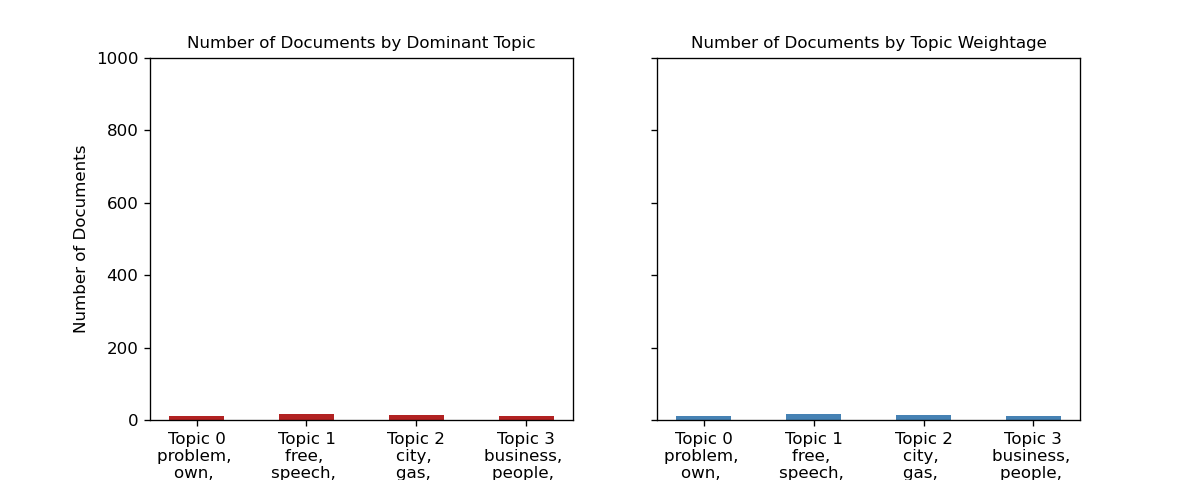 Number of Documents by Dominant Topic
Number of Documents by Topic Weightage
1000
800
600
400
200
0
Number of Documents
Topic 0
problem,
own,
Topic 1
free,
speech,
Topic 2
city,
gas,
Topic 3
business,
people,
Topic 0
problem,
own,
Topic 1
free,
speech,
Topic 2
city,
gas,
Topic 3
business,
people,